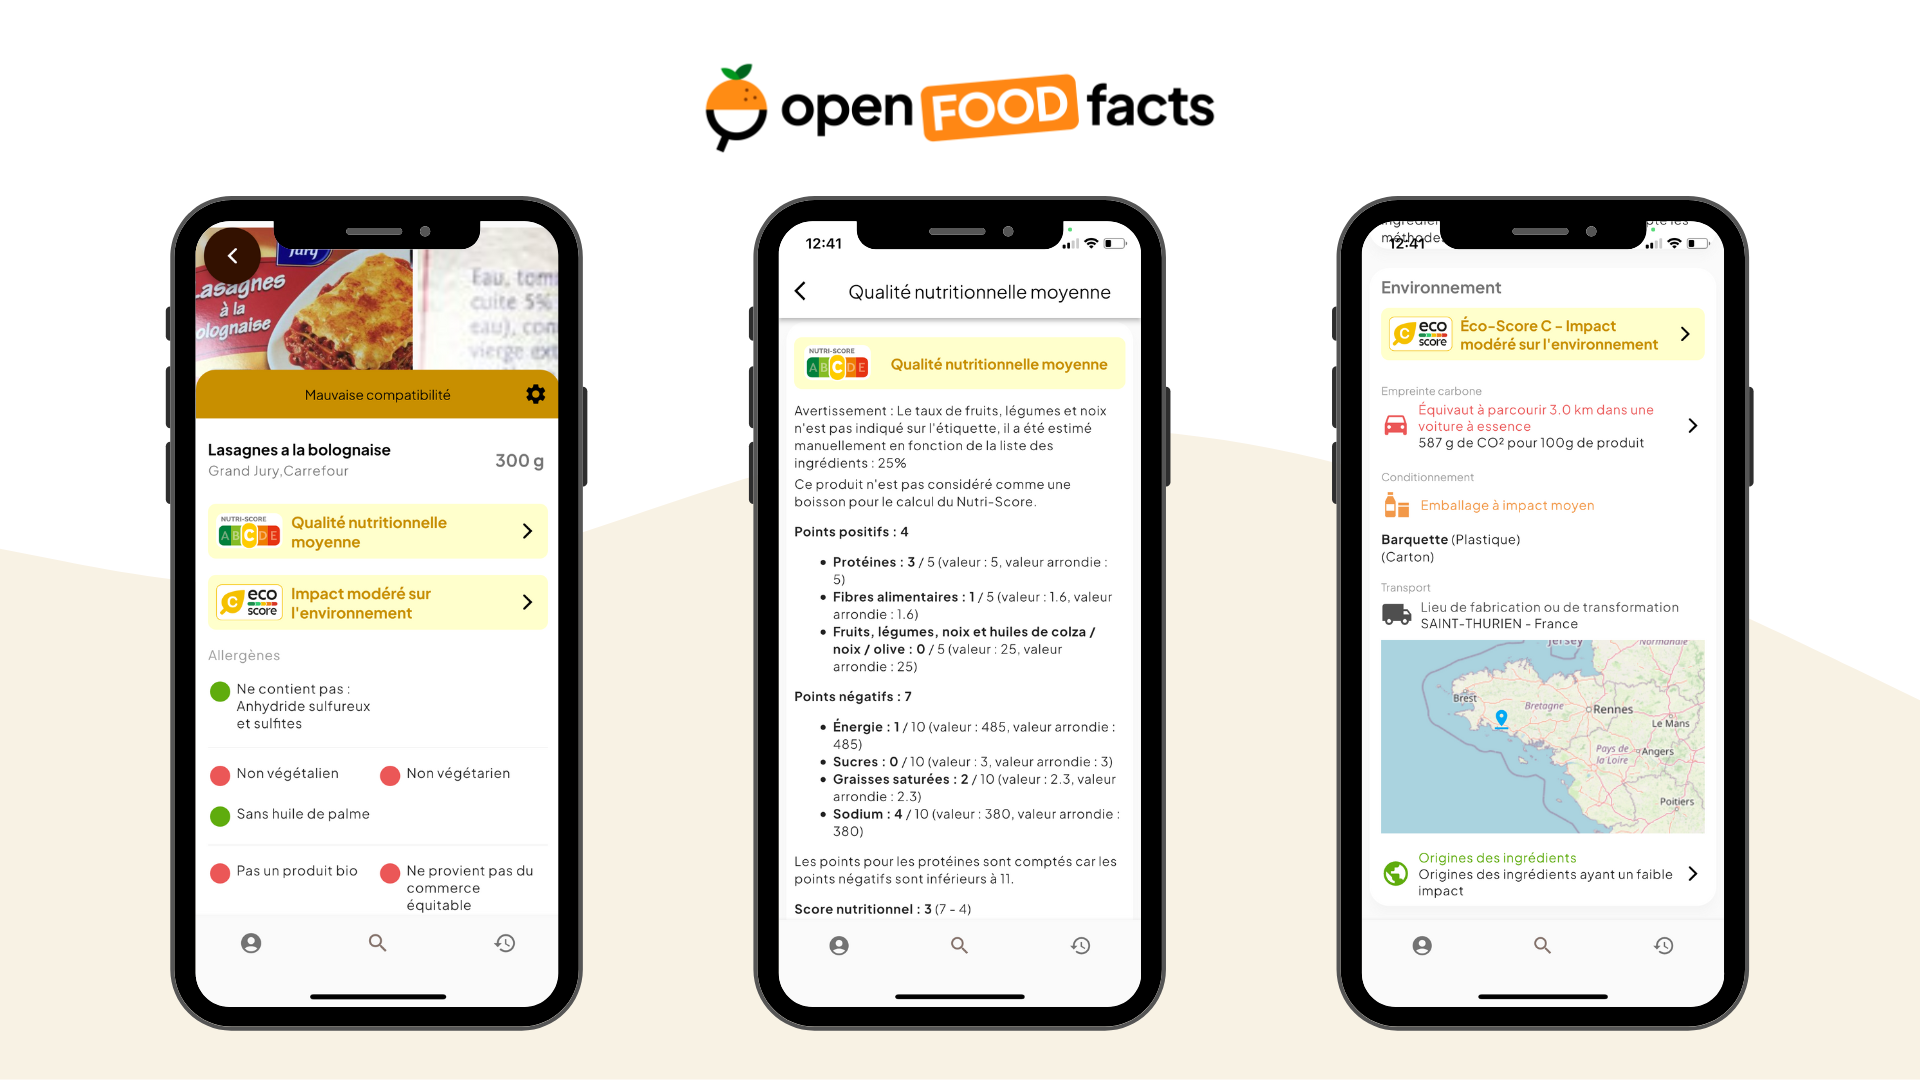 open FOOD facts
Jury
Lasagnes
à la
bolognaise
Eau, tom
cuite 5%
eau), con
vierge ext
Mauvaise compatibilité
Lasagnes a la bolognaise
Grand Jury,Carrefour
300 g
NUTRI-SCORE
A B C D E
Qualité nutritionnelle
moyenne
C eco
score
Impact modéré sur
l'environnement
Allergènes
Ne contient pas :
Anhydride sulfureux
et sulfites
Non végétalien
Non végétarien
Sans huile de palme
Pas un produit bio
Ne provient pas du
commerce
équitable
12:41
Qualité nutritionnelle moyenne
NUTRI-SCORE
A B C D E
Qualité nutritionnelle moyenne
Avertissement : Le taux de fruits, légumes et noix
n'est pas indiqué sur l'étiquette, il a été estimé
manuellement en fonction de la liste des
ingrédients : 25%
Ce produit n'est pas considéré comme une
boisson pour le calcul du Nutri-Score.
Points positifs : 4
• Protéines : 3 / 5 (valeur : 5, valeur arrondie :
5)
• Fibres alimentaires : 1 / 5 (valeur : 1.6, valeur
arrondie : 1.6)
• Fruits, légumes, noix et huiles de colza /
noix / olive : 0 / 5 (valeur : 25, valeur
arrondie : 25)
Points négatifs : 7
• Énergie : 1 / 10 (valeur : 485, valeur arrondie :
485)
• Sucres : 0 / 10 (valeur : 3, valeur arrondie : 3)
• Graisses saturées : 2 / 10 (valeur : 2.3, valeur
arrondie : 2.3)
• Sodium : 4 / 10 (valeur : 380, valeur arrondie :
380)
Les points pour les protéines sont comptés car les
points négatifs sont inférieurs à 11.
Score nutritionnel : 3 (7 - 4)
12:41
Environnement
C eco
score
Éco-Score C - Impact
modéré sur l'environnement
Empreinte carbone
Équivaut à parcourir 3.0 km dans une
voiture à essence
587 g de CO² pour 100g de produit
Conditionnement
Emballage à impact moyen
Barquette (Plastique)
(Carton)
Transport
Lieu de fabrication ou de transformation
SAINT-THURIEN - France
Jersey
Normandie
Brest
Bretagne
Rennes
Le Mans
Pays de
la Loire
Angers
Poitiers
Origines des ingrédients
Origines des ingrédients ayant un faible
impact